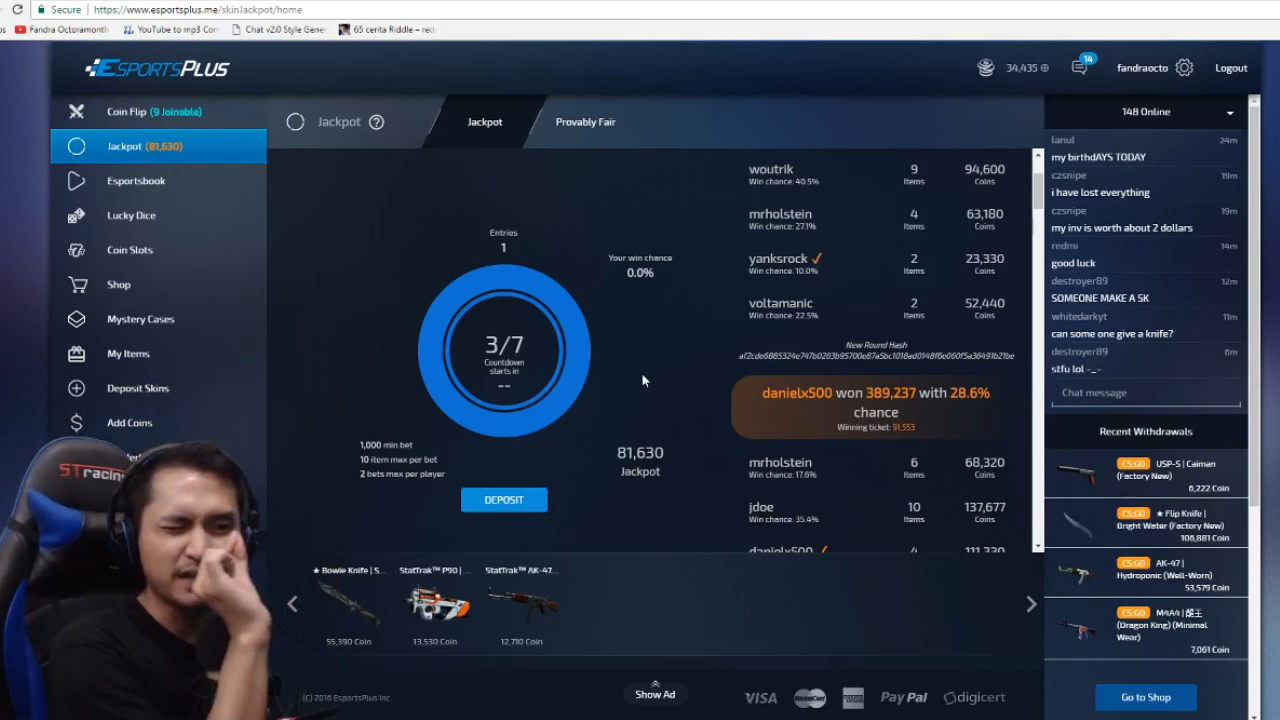 Secure | https://www.esportsplus.me/skinJackpot/home
Fandra Octoramonth
YouTube to mp3 Con
Chat v2.0 Style Gener
65 cerita Riddle – red
ESPORTSPLUS
34,435
14
fandraocto
Logout
Coin Flip (9 Joinable)
Jackpot (81,630)
Esportsbook
Lucky Dice
Coin Slots
Shop
Mystery Cases
My Items
Deposit Skins
Add Coins
Jackpot ?
Jackpot
Provably Fair
Entries
1
Your win chance
0.0%
3/7
Countdown
starts in
--
1,000 min bet
10 item max per bet
2 bets max per player
81,630
Jackpot
DEPOSIT
woutrik 9 94,600
Win chance: 40.5% Items Coins
mrholstein 4 63,180
Win chance: 27.1% Items Coins
yanksrock 2 23,330
Win chance: 10.0% Items Coins
voltamanic 2 52,440
Win chance: 22.5% Items Coins
New Round Hash
danielx500 won 389,237 with 28.6%
chance
Winning ticket: 91,553
mrholstein 6 68,320
Win chance: 17.6% Items Coins
jdoe 10 137,677
Win chance: 35.4% Items Coins
danielx500 4 111,330
★ Bowie Knife | S...
55,390 Coin
StatTrak™ P90 |...
13,530 Coin
StatTrak™ AK-47...
12,710 Coin
148 Online
lanul 24m
my birthdAYS TODAY
czsnipe 19m
i have lost everything
czsnipe 19m
my inv is worth about 2 dollars
redmi 14m
good luck
destroyer89 12m
SOMEONE MAKE A 5K
whitedarkyt 11m
can some one give a knife?
destroyer89 6m
stfu lol -_-
Chat message
Recent Withdrawals
CS:GO USP-S | Caiman
(Factory New)
6,222 Coin
CS:GO ★ Flip Knife |
Bright Water (Factory New)
106,881 Coin
CS:GO AK-47 |
Hydroponic (Well-Worn)
53,579 Coin
CS:GO M4A4 | 龍王
(Dragon King) (Minimal
Wear)
7,061 Coin
Go to Shop
(C) 2016 EsportsPlus Inc.
Show Ad
VISA
MasterCard
PayPal
digicert
STracing